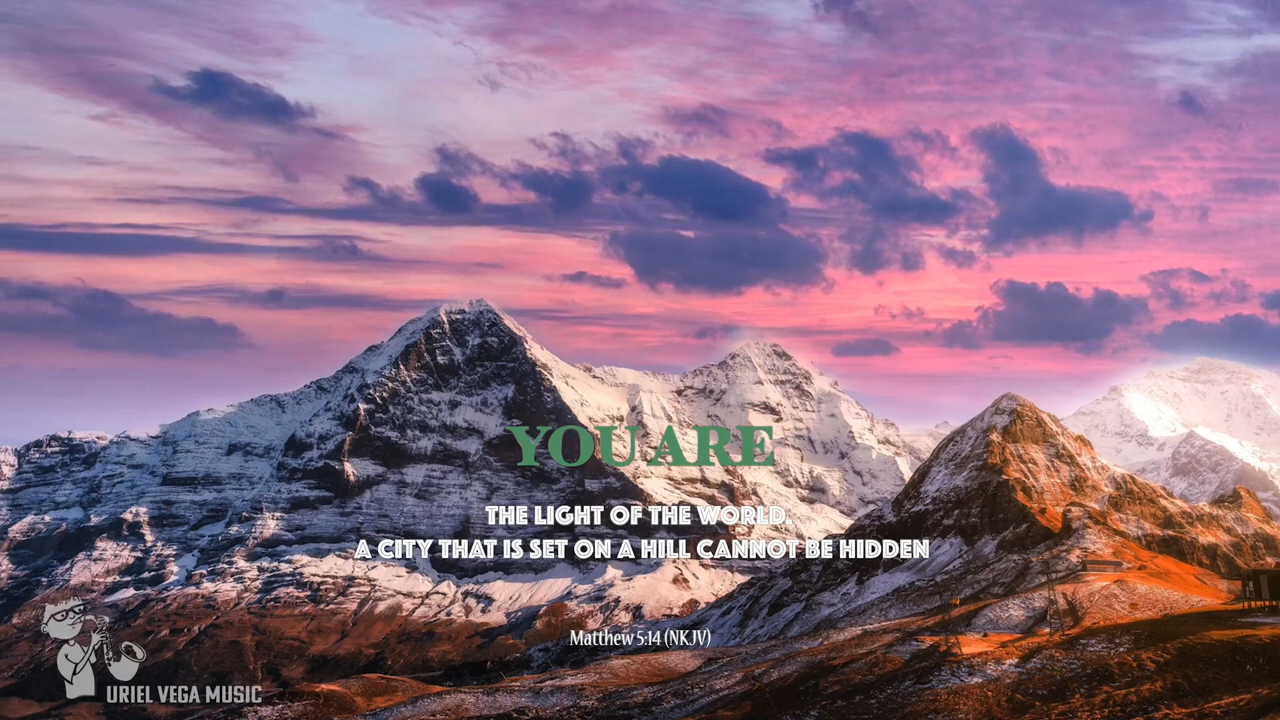 YOU ARE
THE LIGHT OF THE WORLD.
A CITY THAT IS SET ON A HILL CANNOT BE HIDDEN
Matthew 5:14 (NKJV)
URIEL VEGA MUSIC